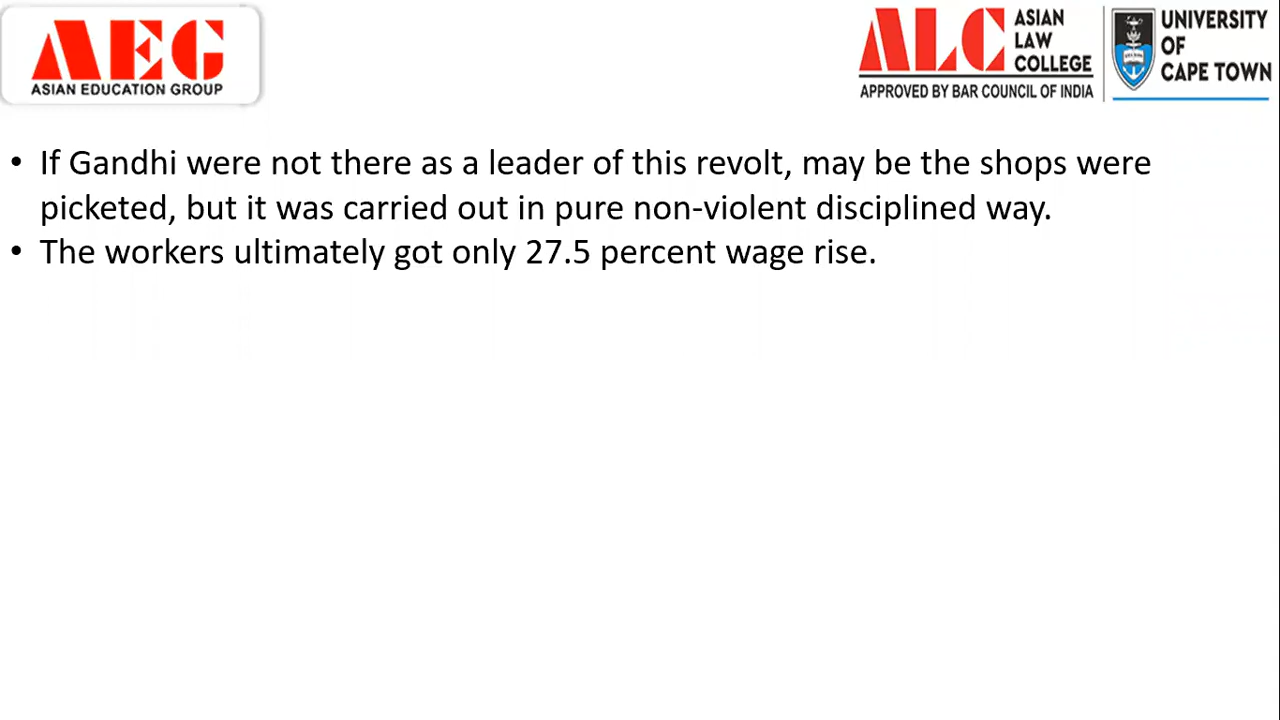 AEG
ASIAN EDUCATION GROUP
ALC
ASIAN
LAW
COLLEGE
APPROVED BY BAR COUNCIL OF INDIA
UNIVERSITY
OF
CAPE TOWN
• If Gandhi were not there as a leader of this revolt, may be the shops were
picketed, but it was carried out in pure non-violent disciplined way.
• The workers ultimately got only 27.5 percent wage rise.